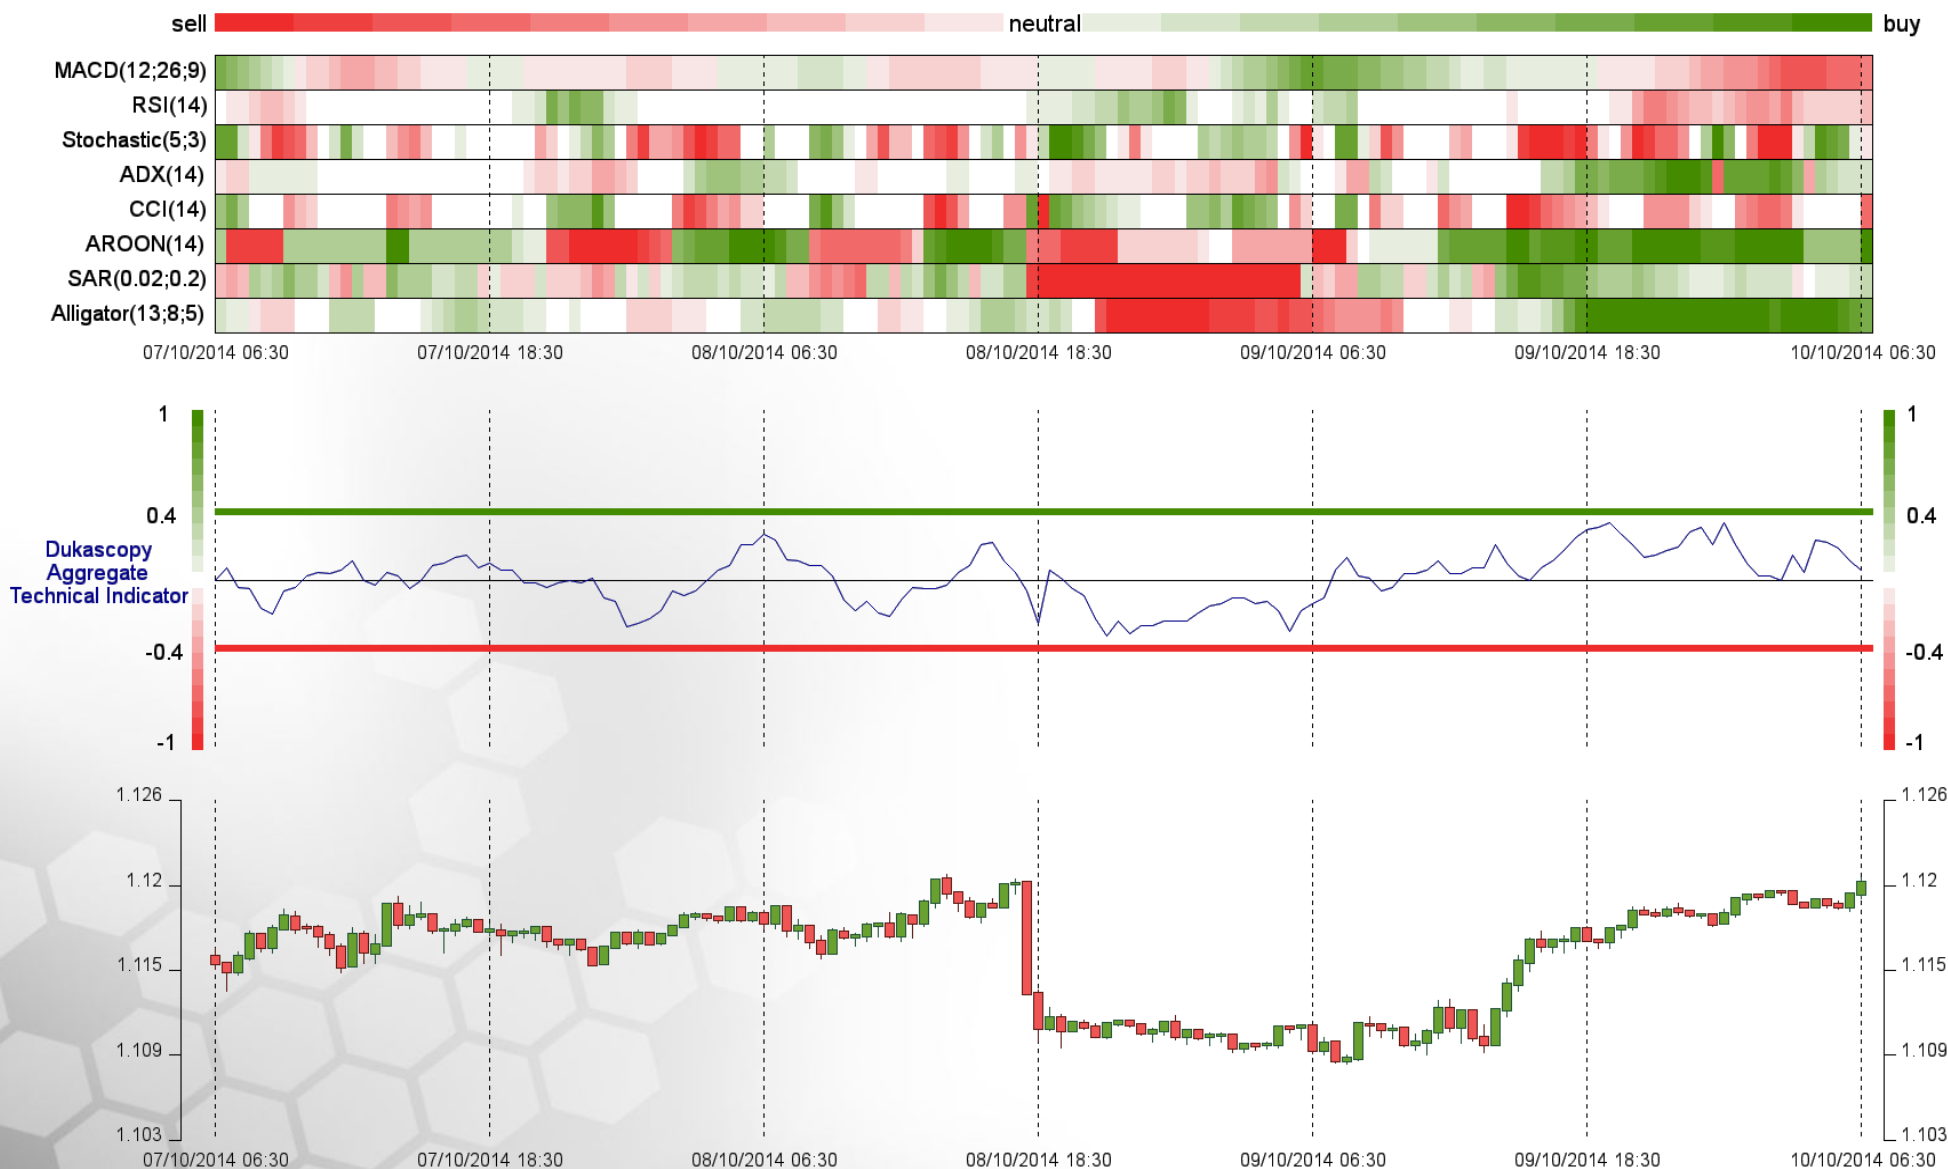 sell neutral buy
MACD(12;26;9)
RSI(14)
Stochastic(5;3)
ADX(14)
CCI(14)
AROON(14)
SAR(0.02;0.2)
Alligator(13;8;5)
07/10/2014 06:30 07/10/2014 18:30 08/10/2014 06:30 08/10/2014 18:30 09/10/2014 06:30 09/10/2014 18:30 10/10/2014 06:30
1 1
0.4 0.4
Dukascopy
Aggregate
Technical Indicator
-0.4 -0.4
-1 -1
1.126 1.126
1.12 1.12
1.115 1.115
1.109 1.109
1.103 1.103
07/10/2014 06:30 07/10/2014 18:30 08/10/2014 06:30 08/10/2014 18:30 09/10/2014 06:30 09/10/2014 18:30 10/10/2014 06:30